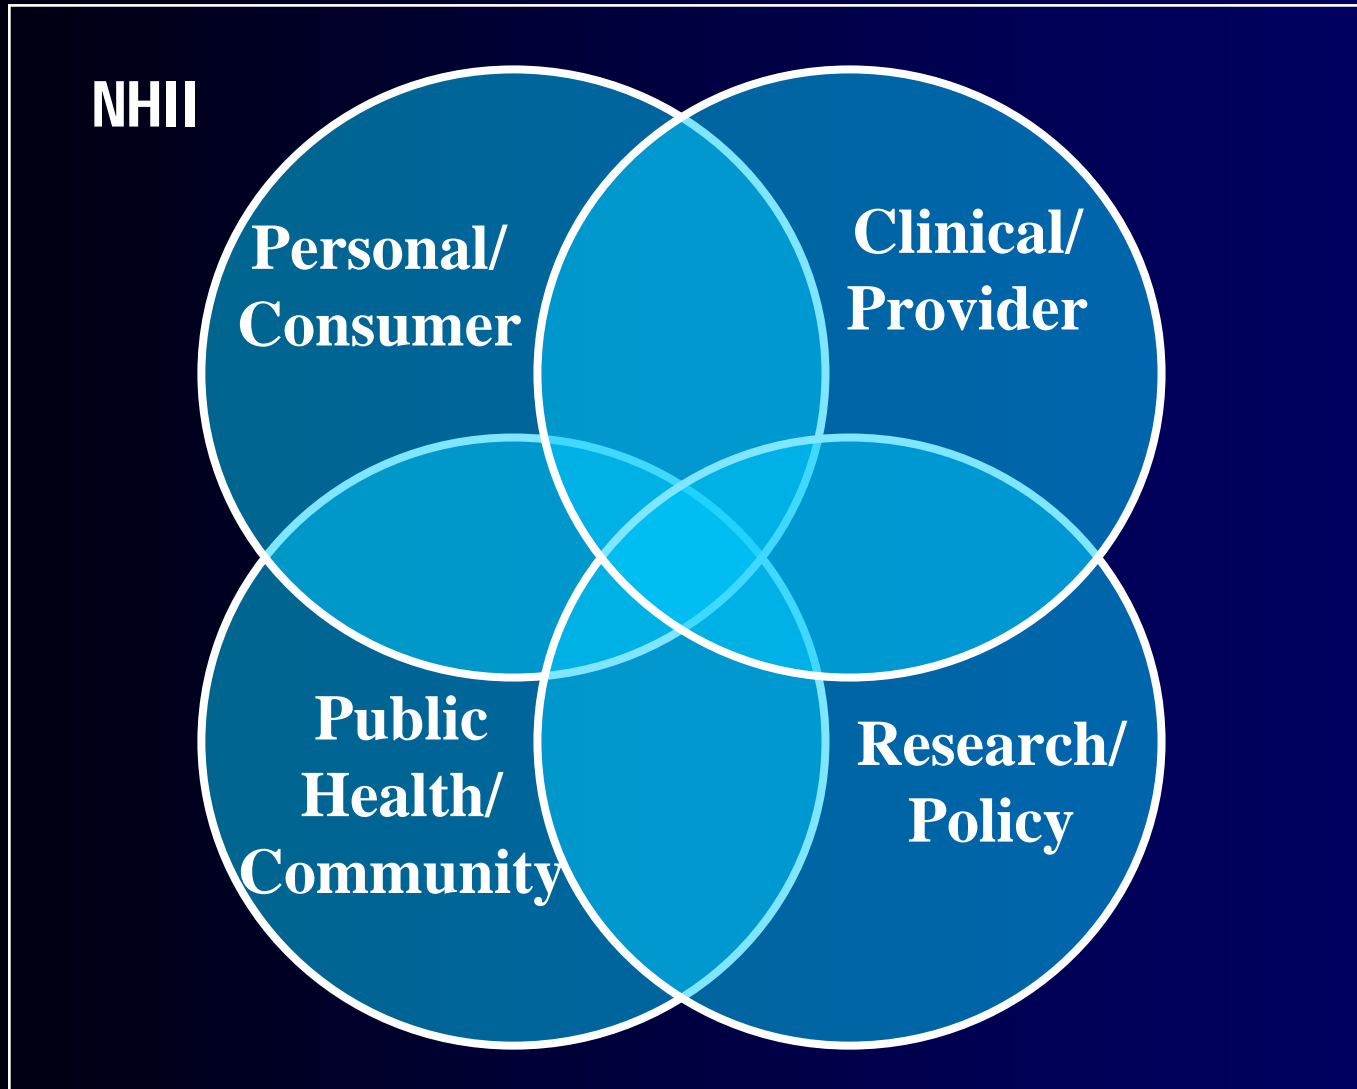 NHII
Personal/
Consumer
Clinical/
Provider
Public
Health/
Community
Research/
Policy